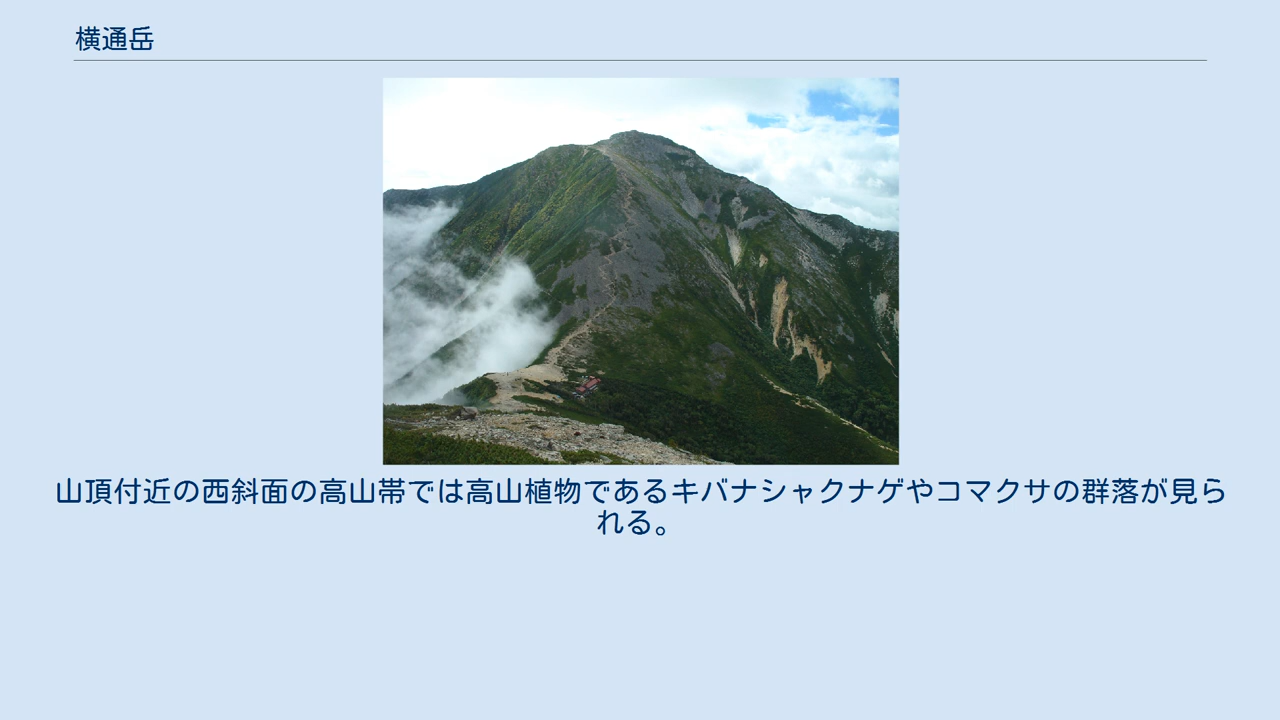 横通岳
山頂付近の西斜面の高山帯では高山植物であるキバナシャクナゲやコマクサの群落が見ら
れる。